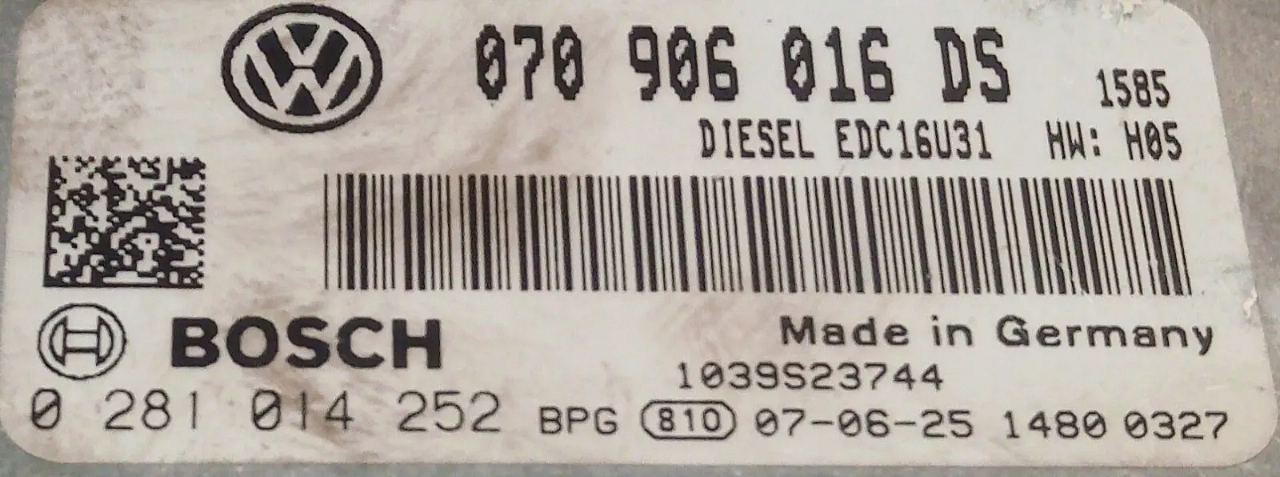 070 906 016 DS 1585
DIESEL EDC16U31 HW: H05
BOSCH
Made in Germany
1039S23744
0 281 014 252 BPG 810 07-06-25 1480 0327